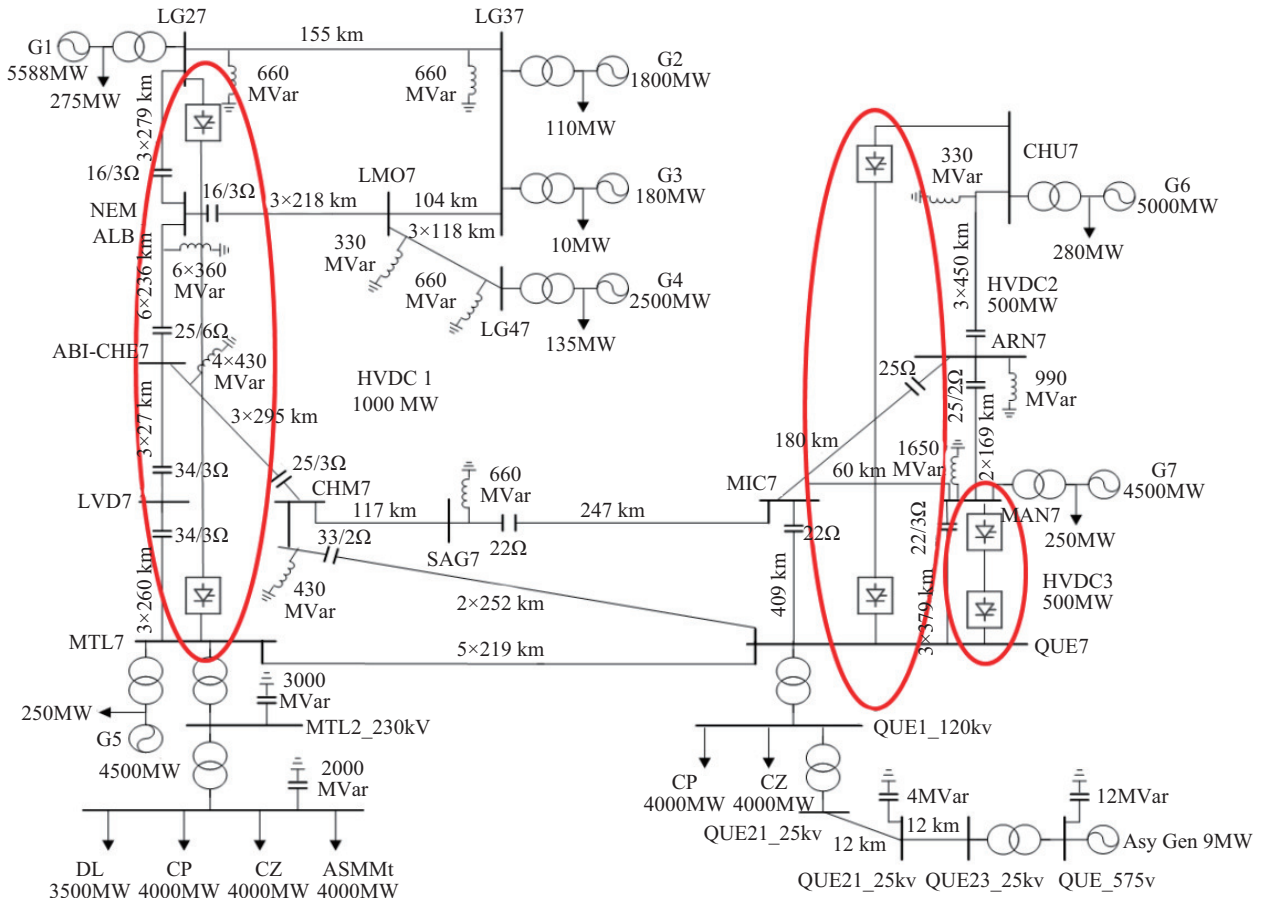 LG27
LG37
155 km
G1
5588MW
275MW
660
MVar
660
MVar
G2
1800MW
110MW
3×279 km
16/3Ω
16/3Ω
NEM
ALB
3×218 km
LMO7
104 km
3×118 km
G3
180MW
10MW
330
MVar
660
MVar
G4
2500MW
LG47
135MW
6×236 km
6×360
MVar
25/6Ω
ABI-CHE7
4×430
MVar
HVDC 1
1000 MW
3×295 km
3×27 km
34/3Ω
25/3Ω
LVD7
CHM7
34/3Ω
117 km
660
MVar
SAG7
22Ω
247 km
33/2Ω
430
MVar
2×252 km
3×260 km
MTL7
5×219 km
QUE7
CHU7
330
MVar
G6
5000MW
280MW
3×450 km
HVDC2
500MW
ARN7
25Ω
25/2Ω
990
MVar
180 km
2×169 km
1650
MVar
60 km
MIC7
G7
4500MW
MAN7
250MW
22Ω
22/3Ω
409 km
3×379 km
HVDC3
500MW
250MW
G5
4500MW
3000
MVar
MTL2_230kV
2000
MVar
DL
3500MW
CP
4000MW
CZ
4000MW
ASMMt
4000MW
QUE1_120kv
CP
4000MW
CZ
4000MW
QUE21_25kv
4MVar
12MVar
12 km
12 km
Asy Gen 9MW
QUE21_25kv
QUE23_25kv
QUE_575v